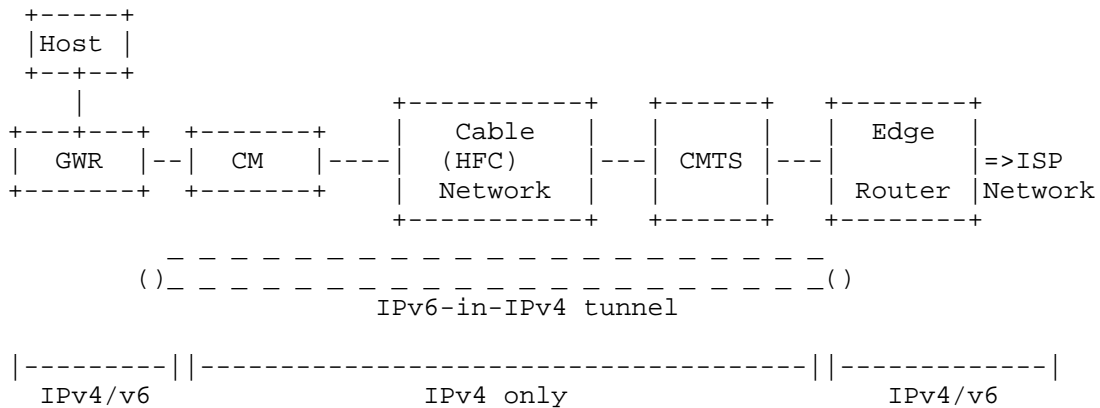 +-----+
|Host |
+--+--+
|                    +-----------+   +------+   +--------+
+---+---+  +-------+    |   Cable   |   |      |   |  Edge  |
|  GWR  |--|  CM   |----|  (HFC)    |---| CMTS |---|        |=>ISP
+-------+  +-------+    |  Network  |   |      |   | Router |Network
+-----------+   +------+   +--------+
_ _ _ _ _ _ _ _ _ _ _ _ _ _ _ _ _ _ _ _ _
()_ _ _ _ _ _ _ _ _ _ _ _ _ _ _ _ _ _ _ _ _()
IPv6-in-IPv4 tunnel
|---------||---------------------------------------||-------------|
IPv4/v6                 IPv4 only                        IPv4/v6